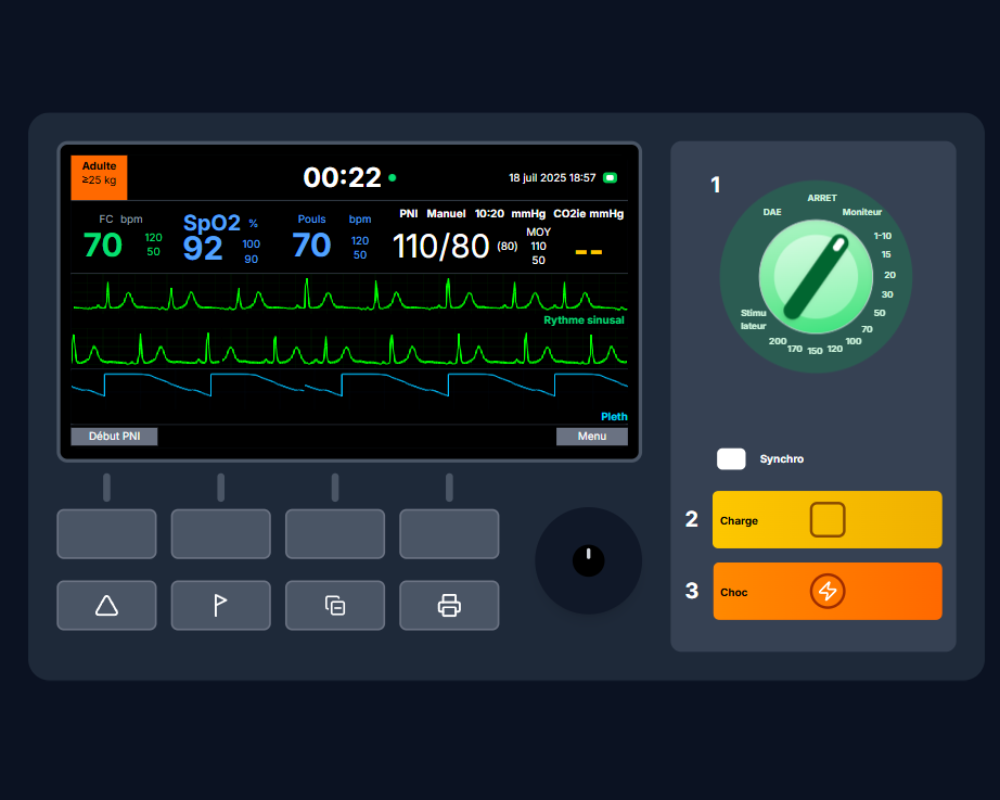 Adulte
≥25 kg
00:22
18 juil 2025 18:57
FC bpm
70
120
50
SpO2 %
92
100
90
Pouls bpm
70
120
50
PNI Manuel 10:20 mmHg
110/80 (80)
MOY
110
50
CO2ie mmHg
--
Rythme sinusal
Pleth
Début PNI
Menu
1
ARRET
DAE
Moniteur
1-10
15
20
30
50
70
100
120
150
170
200
Stimu
lateur
Synchro
2
Charge
3
Choc